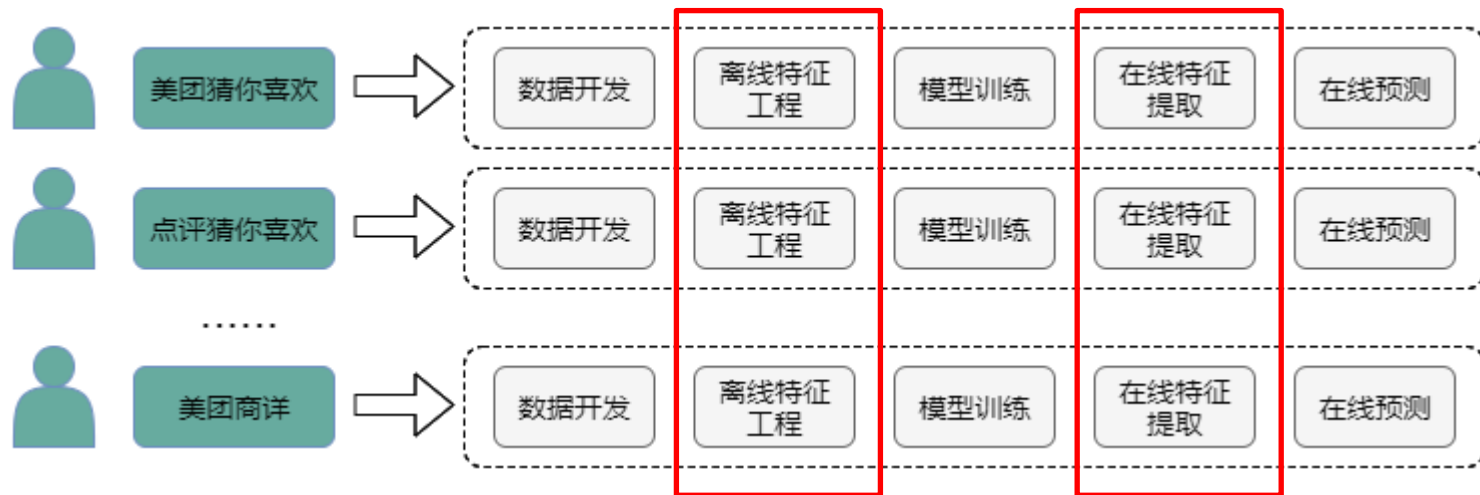 美团猜你喜欢
数据开发
离线特征
工程
模型训练
在线特征
提取
在线预测
点评猜你喜欢
数据开发
离线特征
工程
模型训练
在线特征
提取
在线预测
······
美团商详
数据开发
离线特征
工程
模型训练
在线特征
提取
在线预测